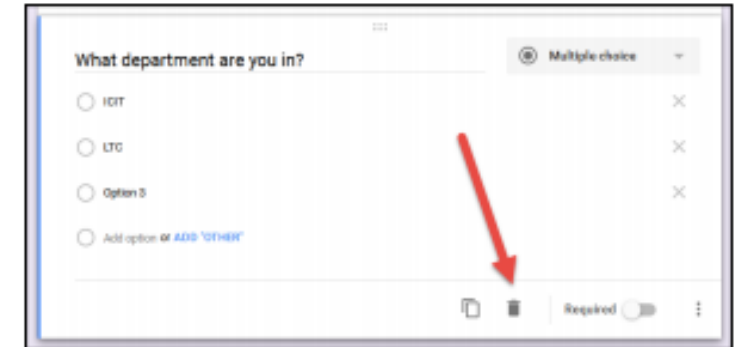 What department are you in?
Multiple choice
ICIT
LTC
Option 3
Add option or ADD "OTHER"
Required